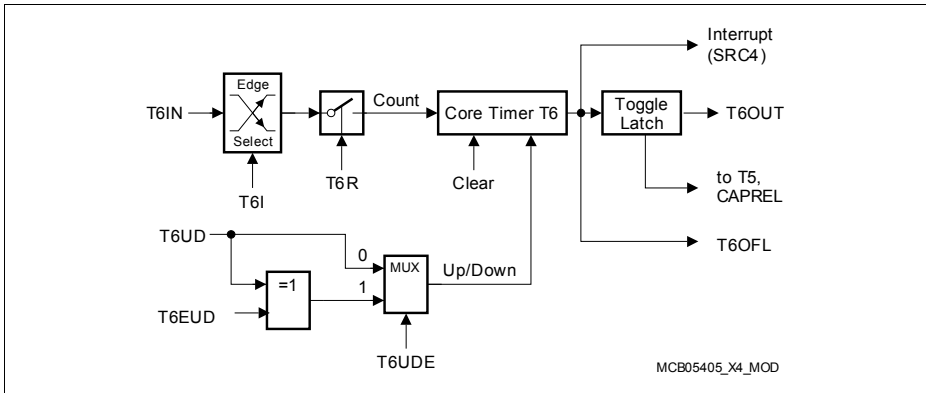 Interrupt
(SRC4)
Edge
Select
T6IN
T6I
T6R
Count
Core Timer T6
Clear
Toggle
Latch
T6OUT
to T5,
CAPREL
T6OFL
T6UD
0
=1
1
MUX
Up/Down
T6EUD
T6UDE
MCB05405_X4_MOD